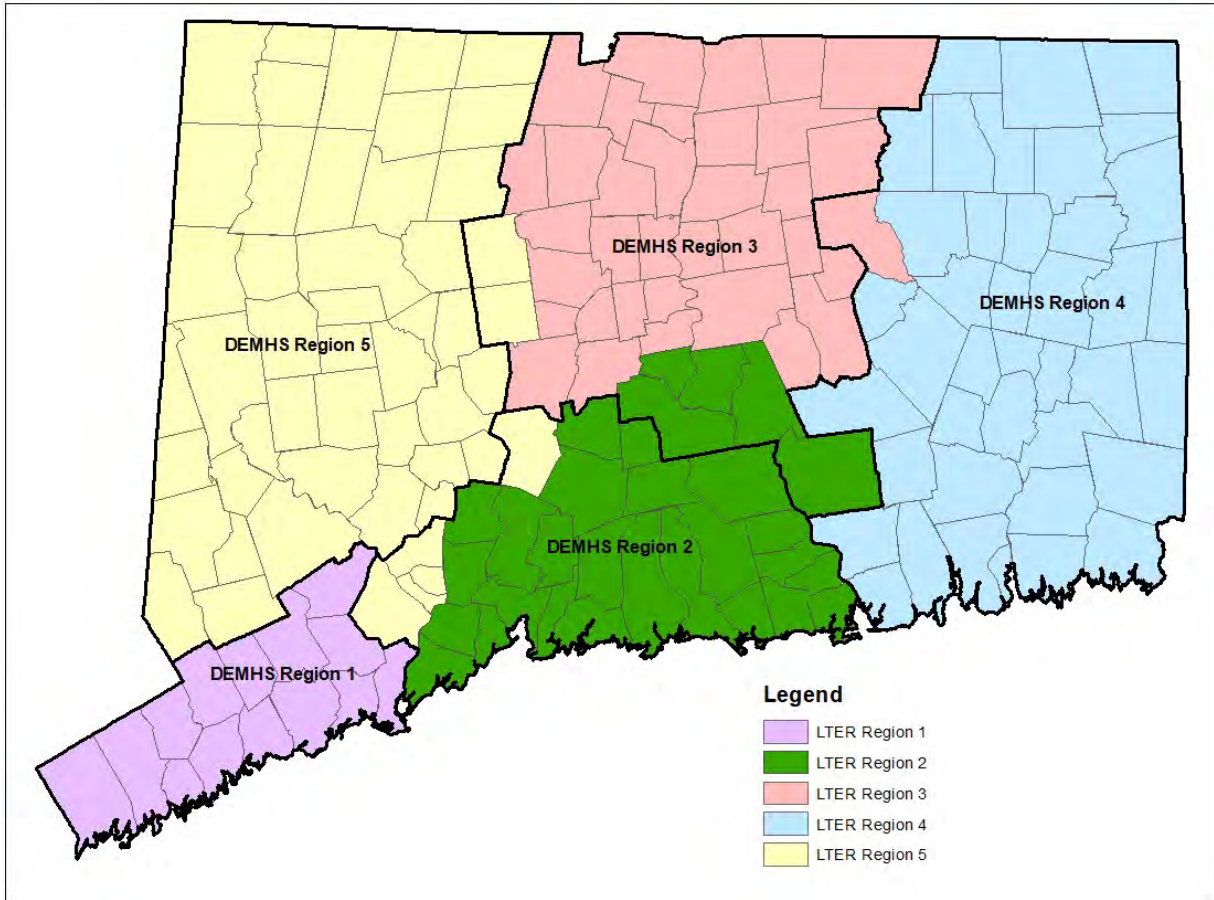 DEMHS Region 3
DEMHS Region 4
DEMHS Region 5
DEMHS Region 2
DEMHS Region 1
Legend
LTER Region 1
LTER Region 2
LTER Region 3
LTER Region 4
LTER Region 5